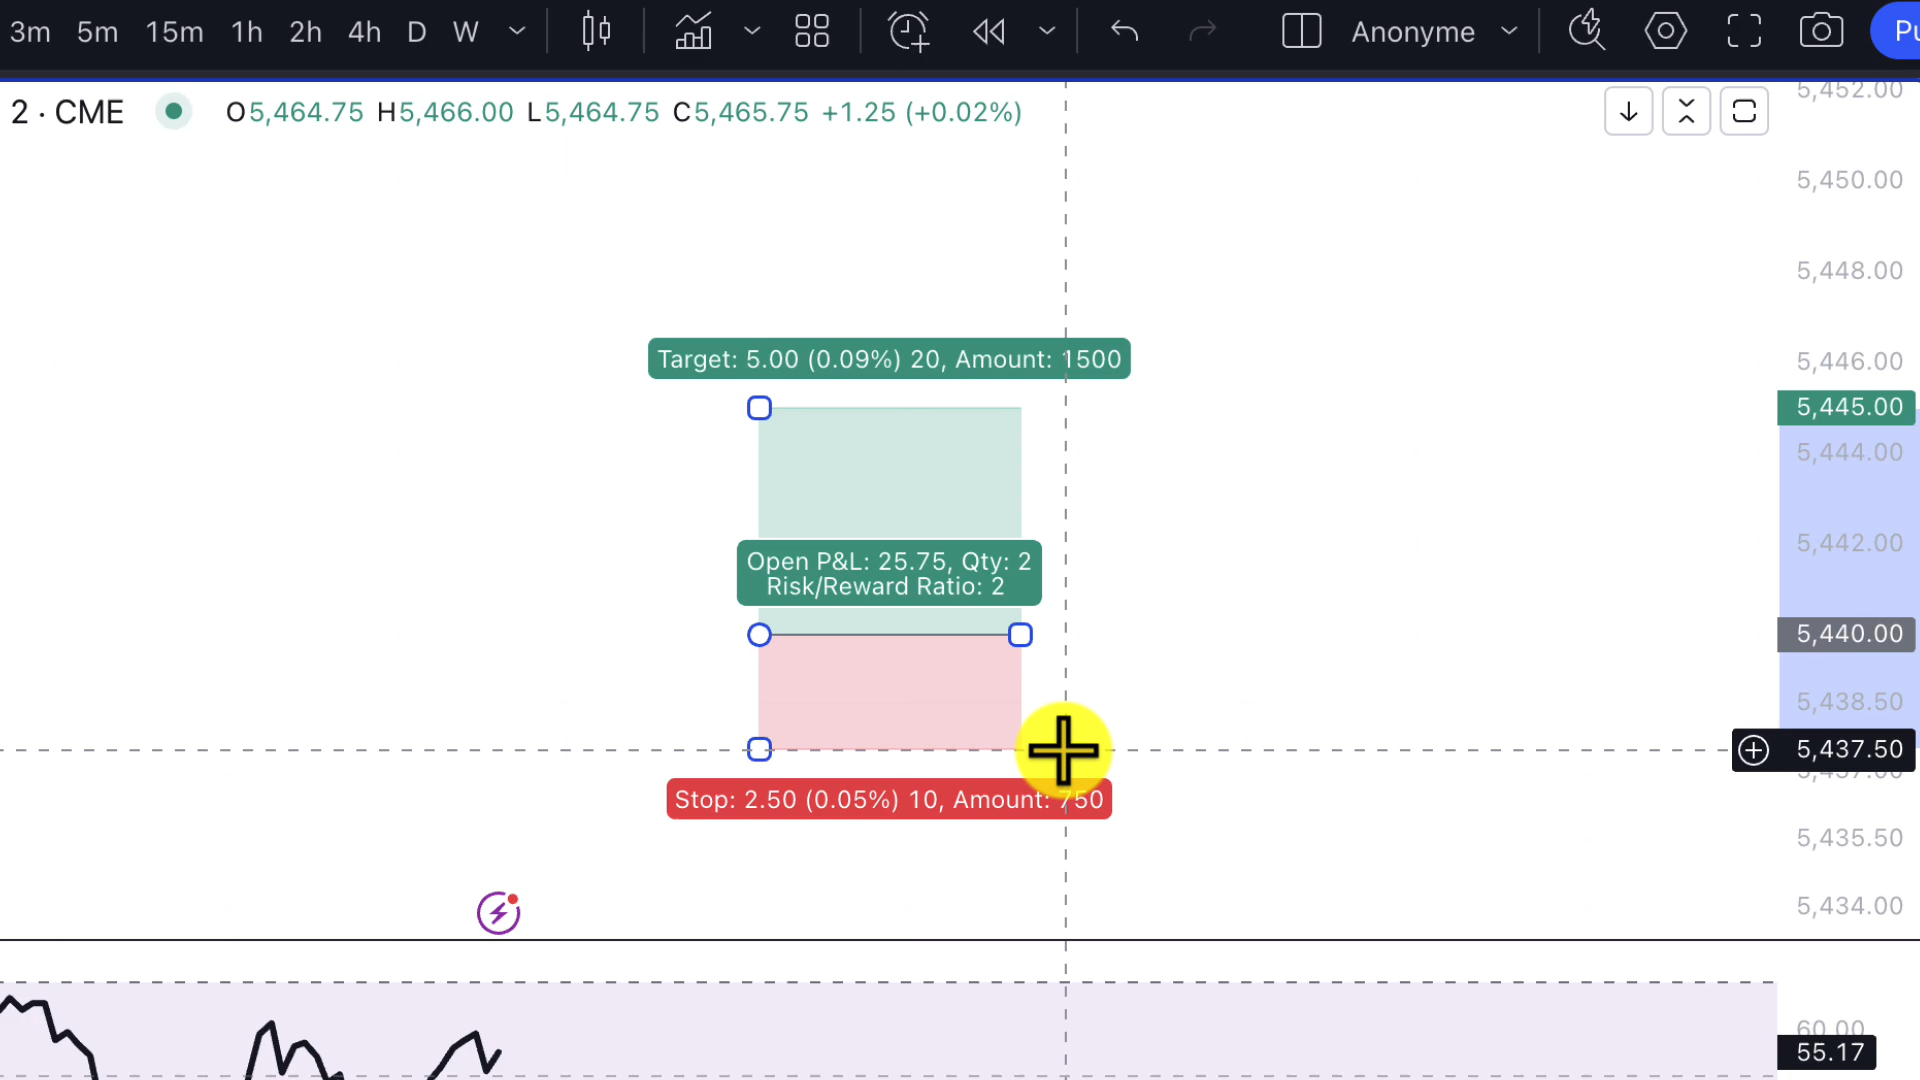 3m 5m 15m 1h 2h 4h D W Anonyme Pu
2 · CME O5,464.75 H5,466.00 L5,464.75 C5,465.75 +1.25 (+0.02%)
5,452.00
5,450.00
5,448.00
Target: 5.00 (0.09%) 20, Amount: 1500
5,446.00
5,445.00
5,444.00
5,442.00
Open P&L: 25.75, Qty: 2
Risk/Reward Ratio: 2
5,440.00
5,438.50
5,437.50
Stop: 2.50 (0.05%) 10, Amount: 750
5,435.50
5,434.00
60.00
55.17